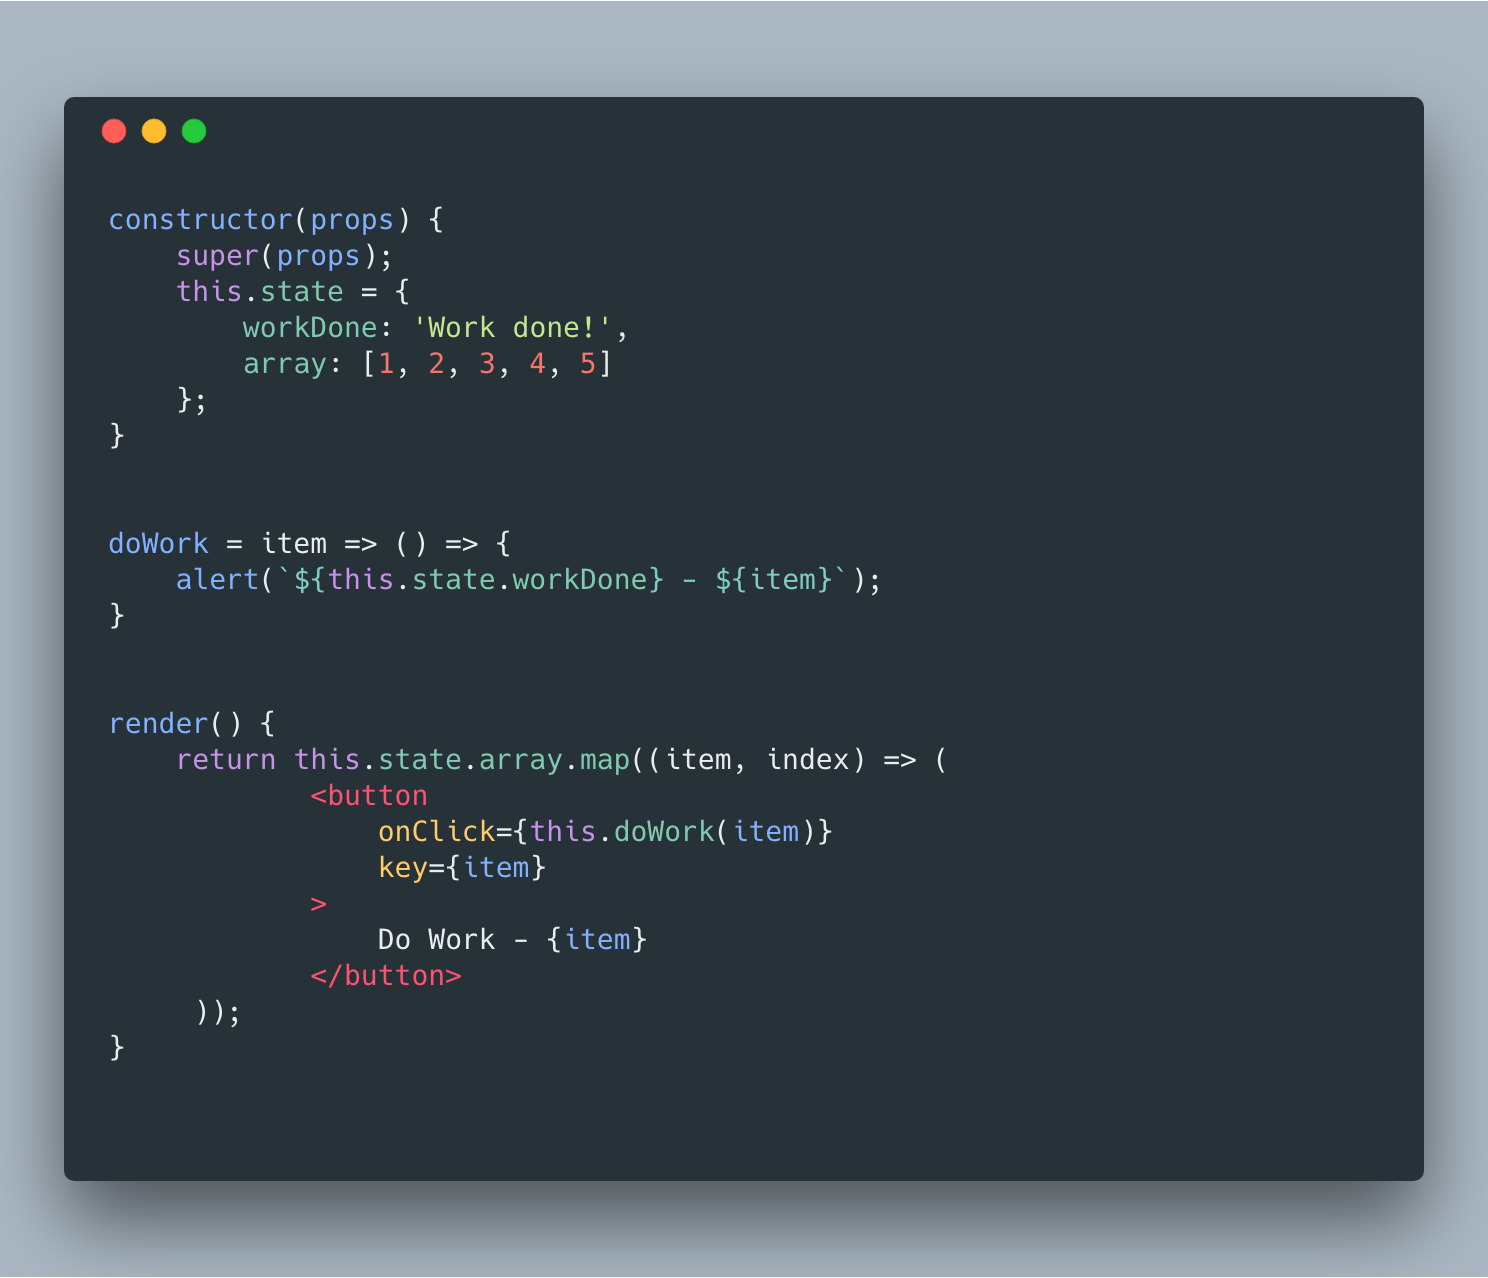 constructor(props) {
    super(props);
    this.state = {
        workDone: 'Work done!',
        array: [1, 2, 3, 4, 5]
    };
}
doWork = item => () => {
    alert(`${this.state.workDone} - ${item}`);
}
render() {
    return this.state.array.map((item, index) => (
            <button
                onClick={this.doWork(item)}
                key={item}
            >
                Do Work - {item}
            </button>
     ));
}